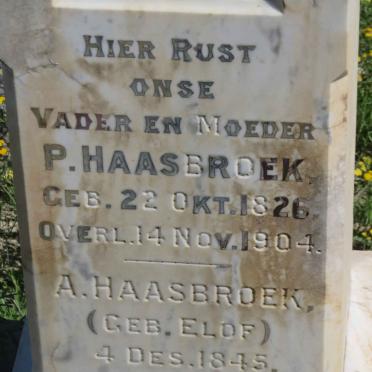 HIER RUST
ONSE
VADER EN MOEDER
P. HAASBROEK,
GEB. 22 OKT. 1826.
OVERL. 14 NOV. 1904.
A. HAASBROEK,
(GEB. ELOF)
4 DES. 1845.